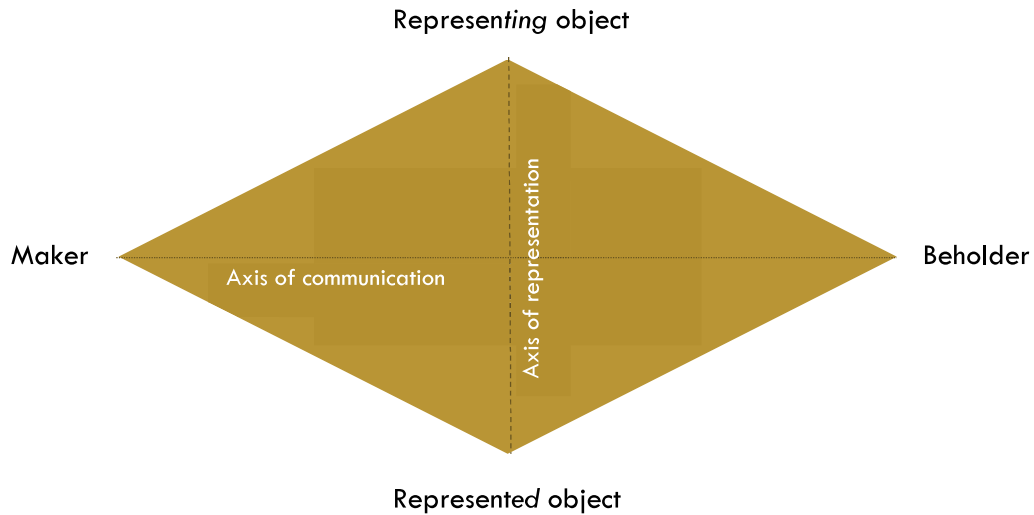 Representing object
Maker
Axis of communication
Axis of representation
Beholder
Represented object